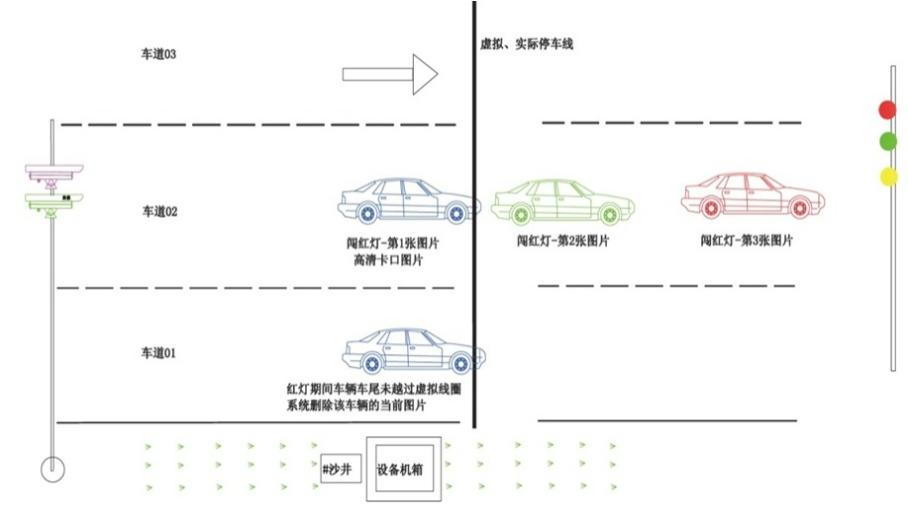 车道03
虚拟、实际停车线
车道02
闯红灯-第1张图片
高清卡口图片
闯红灯-第2张图片
闯红灯-第3张图片
车道01
红灯期间车辆车尾未越过虚拟线圈
系统删除该车辆的当前图片
#沙井
设备机箱